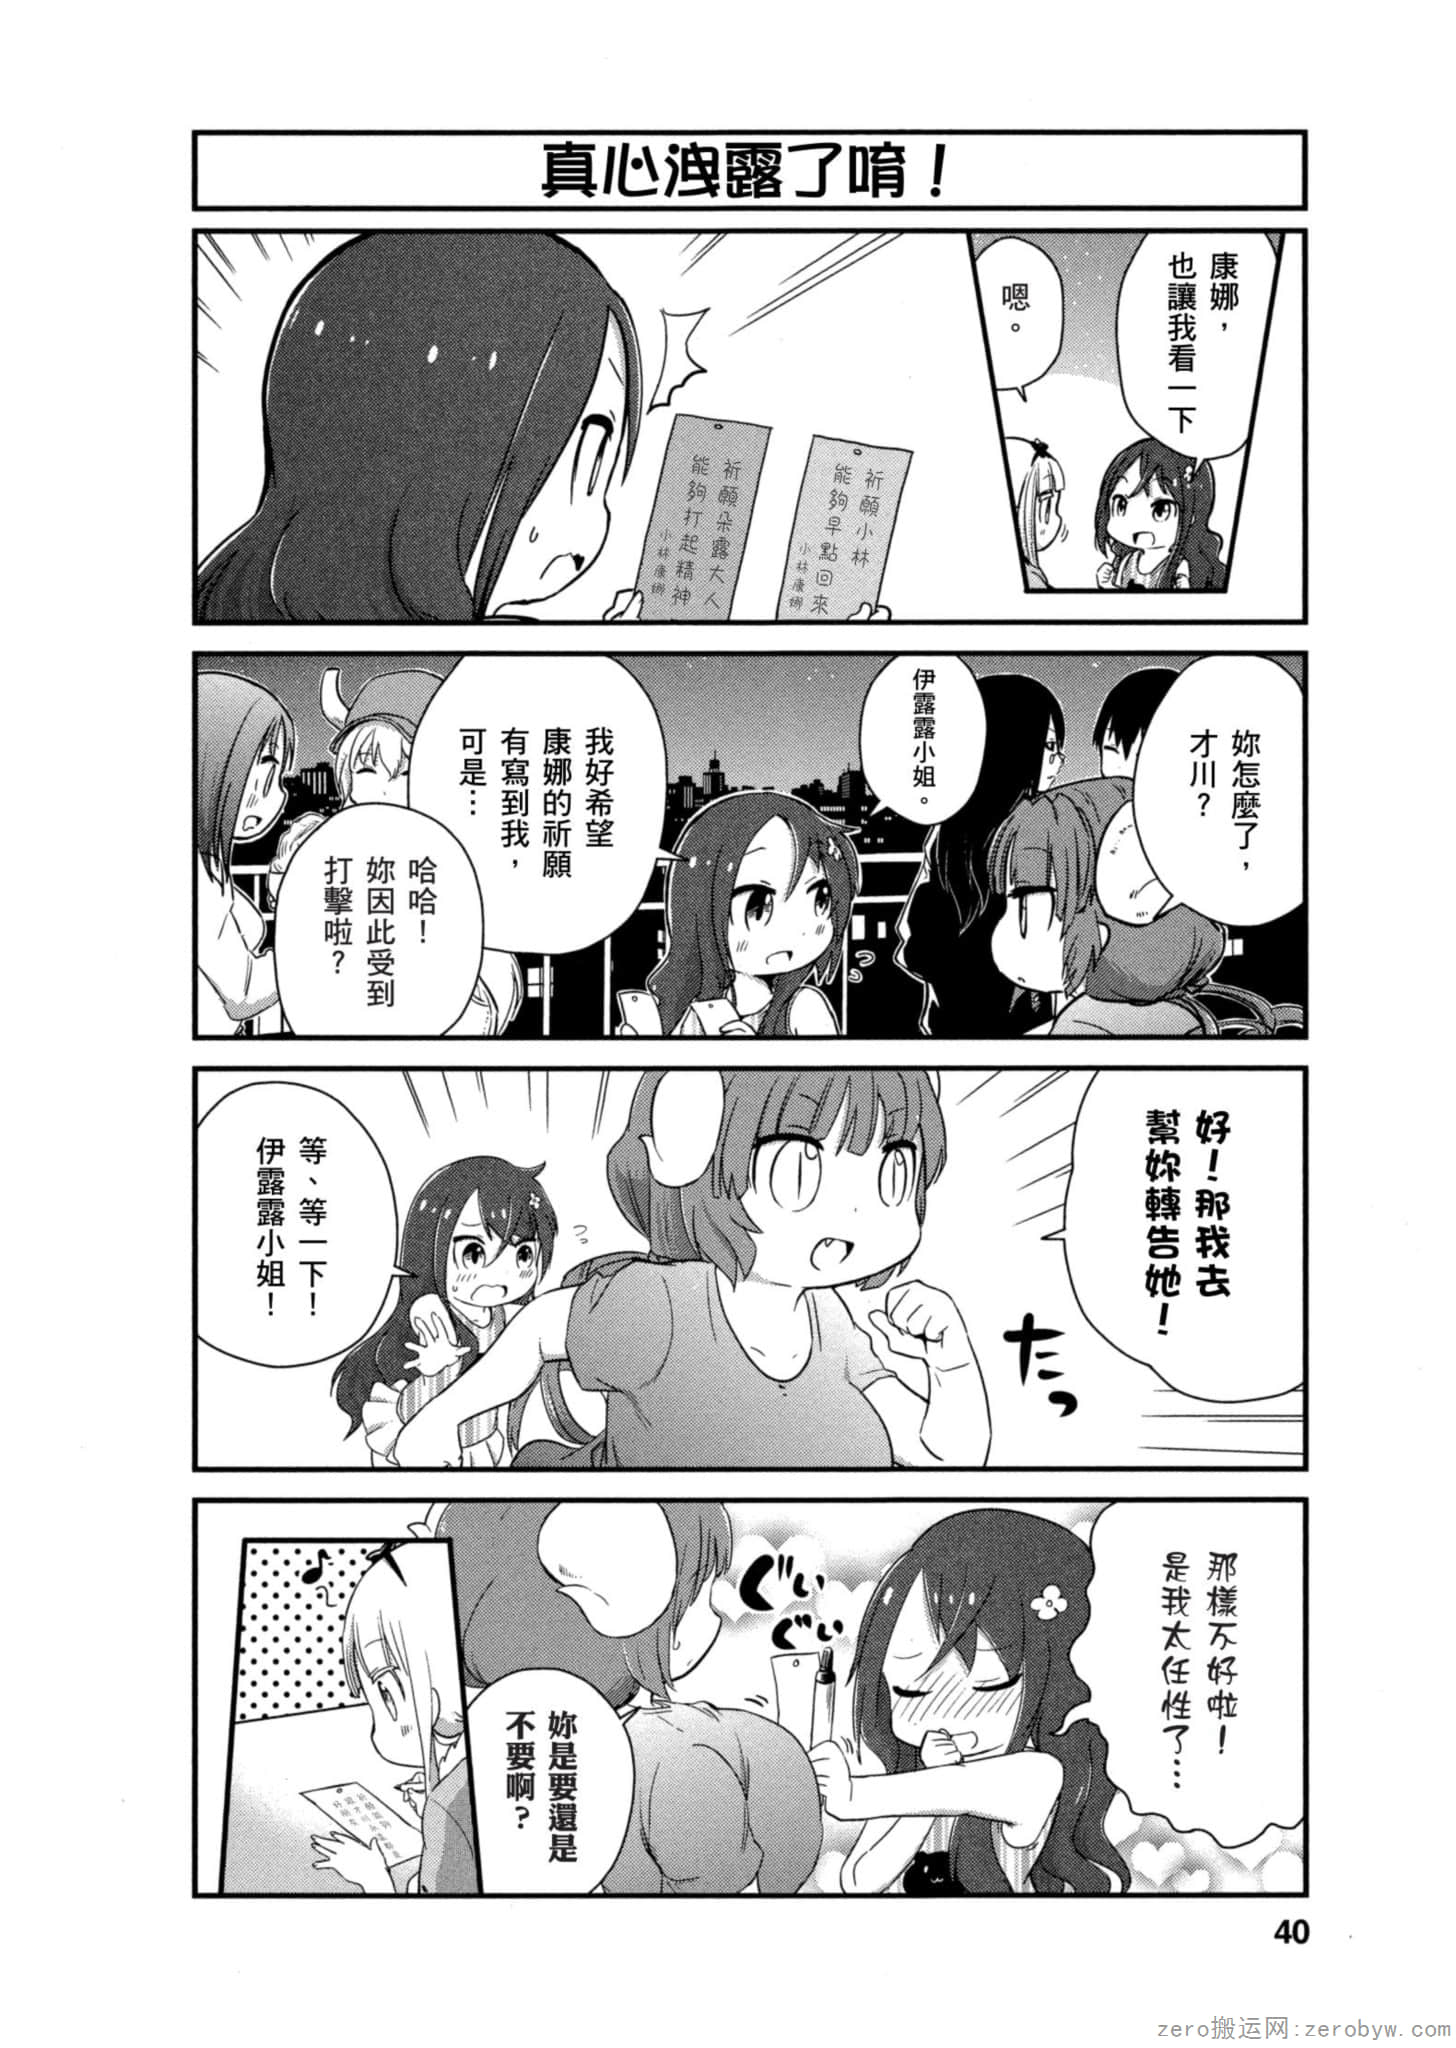 真心洩露了唷！
康娜，
也讓我看一下
嗯。
祈願小林
能夠早點回來
小林康娜
祈願朵露大人
能夠打起精神
小林康娜
妳怎麼了，
才川？
伊露露小姐。
我好希望
康娜的祈願
有寫到我，
可是…
哈哈！
妳因此受到
打擊啦？
好！那我去
幫妳轉告她！
たっ
等、等一下！
伊露露小姐！
那樣不好啦！
是我太任性了…
ぐいっ
ぐいっ
妳是要還是
不要啊？
40
zero搬运网:zerobyw.com